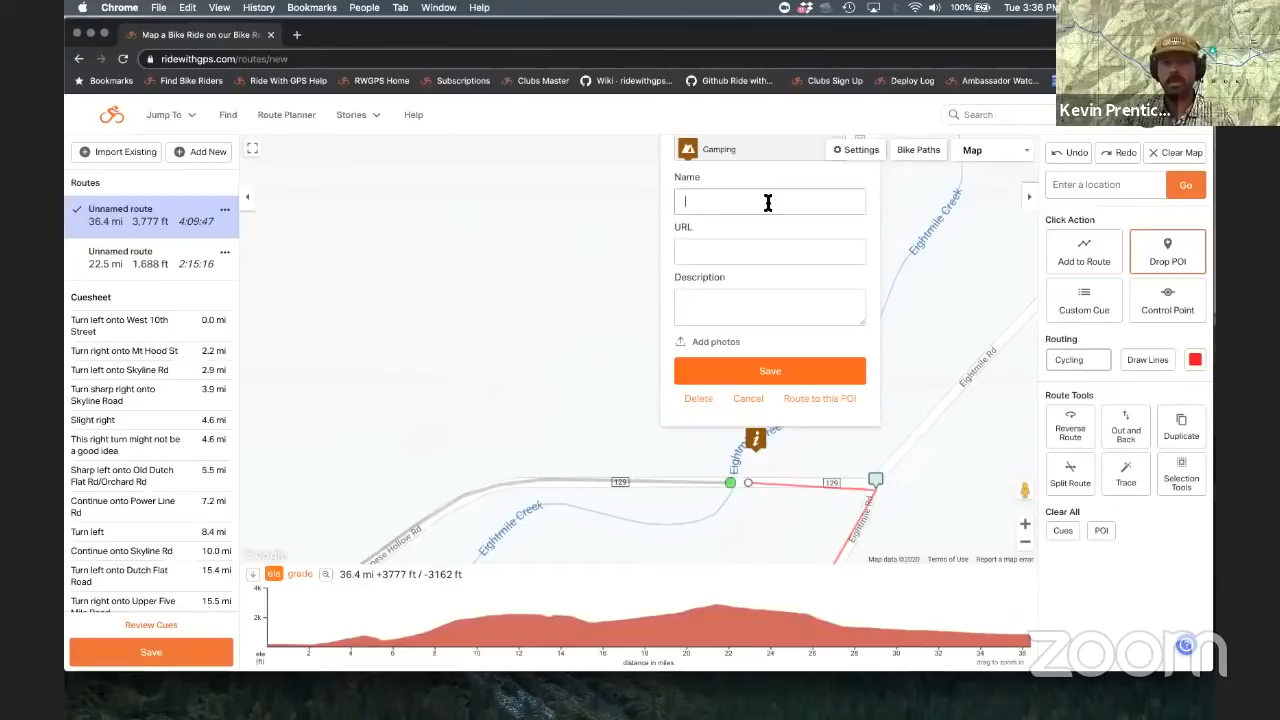 Chrome File Edit View History Bookmarks People Tab Window Help
100% Tue 3:36 PM
Map a Bike Ride on our Bike Ro
ridewithgps.com/routes/new
Bookmarks Find Bike Riders Ride With GPS Help RWGPS Home Subscriptions Clubs Master Wiki · ridewithgps... Github Ride with... Clubs Sign Up Deploy Log Ambassador Watc...
Kevin Prentic...
Jump To Find Route Planner Stories Help Search
Import Existing Add New
Routes
Unnamed route
36.4 mi 3,777 ft 4:09:47
Unnamed route
22.5 mi 1,688 ft 2:15:16
Cuesheet
Turn left onto West 10th Street 0.0 mi
Turn right onto Mt Hood St 2.2 mi
Turn left onto Skyline Rd 2.9 mi
Turn sharp right onto Skyline Road 3.9 mi
Slight right 4.6 mi
This right turn might not be a good idea 4.6 mi
Sharp left onto Old Dutch Flat Rd/Orchard Rd 5.5 mi
Continue onto Power Line Rd 7.2 mi
Turn left 8.4 mi
Continue onto Skyline Rd 10.0 mi
Turn left onto Dutch Flat Road 15.4 mi
Turn right onto Upper Five 15.5 mi
Review Cues
Save
Camping
Settings Bike Paths Map
Name
URL
Description
Add photos
Save
Delete Cancel Route to this POI
Eightmile Creek
Eightmile Rd
129
129
Eightmile Creek
Eightmile Rd
Google
Map data ©2020 Terms of Use Report a map error
ele grade 36.4 mi +3777 ft / -3162 ft
4k
2k
ele
(ft)
2 4 6 8 10 12 14 16 18 20 22 24 26 28 30 32 34 36
distance in miles
drag to zoom in
Undo Redo Clear Map
Enter a location Go
Click Action
Add to Route Drop POI
Custom Cue Control Point
Routing
Cycling Draw Lines
Route Tools
Reverse Route Out and Back Duplicate
Split Route Trace Selection Tools
Clear All
Cues POI
zoom